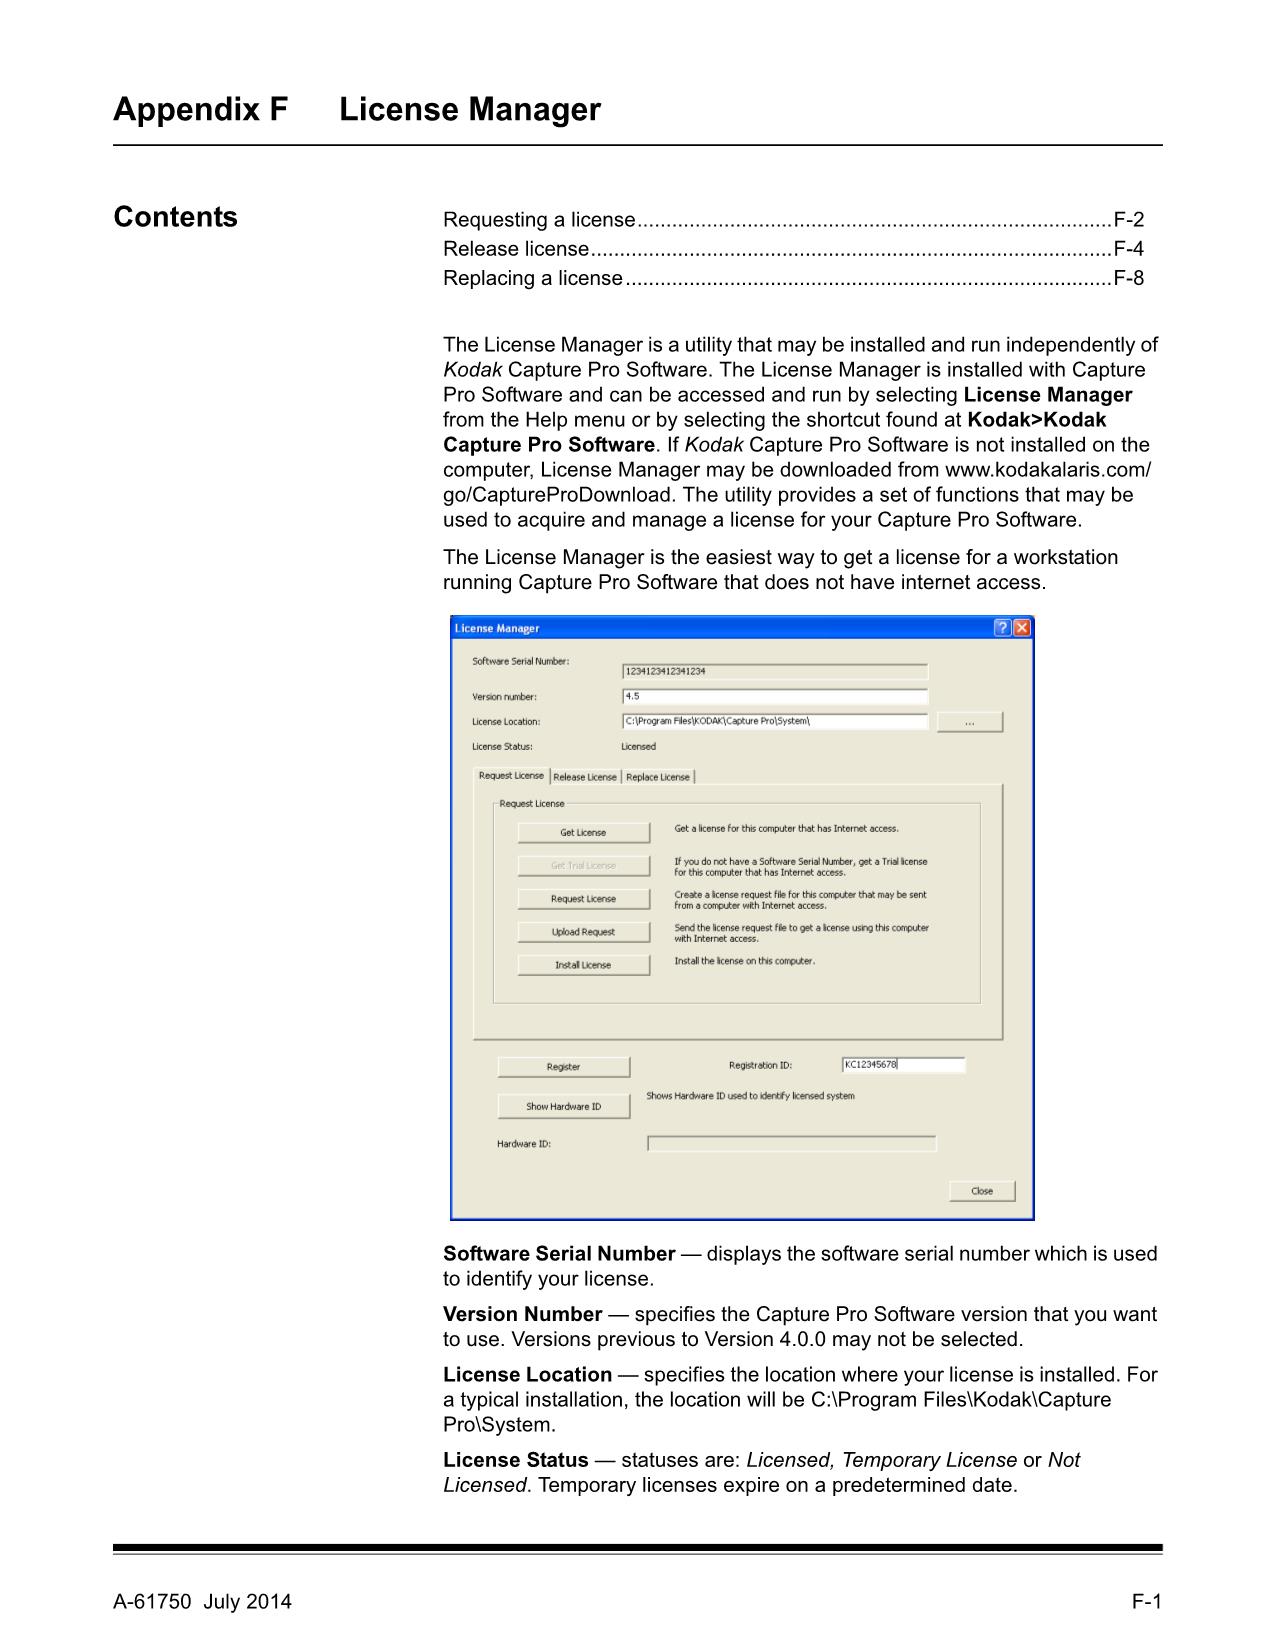 Appendix F License Manager
Contents
Requesting a license.................................................................................F-2
Release license.........................................................................................F-4
Replacing a license...................................................................................F-8
The License Manager is a utility that may be installed and run independently of
Kodak Capture Pro Software. The License Manager is installed with Capture
Pro Software and can be accessed and run by selecting License Manager
from the Help menu or by selecting the shortcut found at Kodak>Kodak
Capture Pro Software. If Kodak Capture Pro Software is not installed on the
computer, License Manager may be downloaded from www.kodakalaris.com/
go/CaptureProDownload. The utility provides a set of functions that may be
used to acquire and manage a license for your Capture Pro Software.
The License Manager is the easiest way to get a license for a workstation
running Capture Pro Software that does not have internet access.
License Manager
Software Serial Number: 1234123412341234
Version number: 4.5
License Location: C:\Program Files\KODAK\Capture Pro\System\ ...
License Status: Licensed
Request License Release License Replace License
Request License
Get License Get a license for this computer that has Internet access.
Get Trial License If you do not have a Software Serial Number, get a Trial license
for this computer that has Internet access.
Request License Create a license request file for this computer that may be sent
from a computer with Internet access.
Upload Request Send the license request file to get a license using this computer
with Internet access.
Install License Install the license on this computer.
Register Registration ID: KC12345678
Show Hardware ID Shows Hardware ID used to identify licensed system
Hardware ID:
Close
Software Serial Number — displays the software serial number which is used
to identify your license.
Version Number — specifies the Capture Pro Software version that you want
to use. Versions previous to Version 4.0.0 may not be selected.
License Location — specifies the location where your license is installed. For
a typical installation, the location will be C:\Program Files\Kodak\Capture
Pro\System.
License Status — statuses are: Licensed, Temporary License or Not
Licensed. Temporary licenses expire on a predetermined date.
A-61750 July 2014 F-1